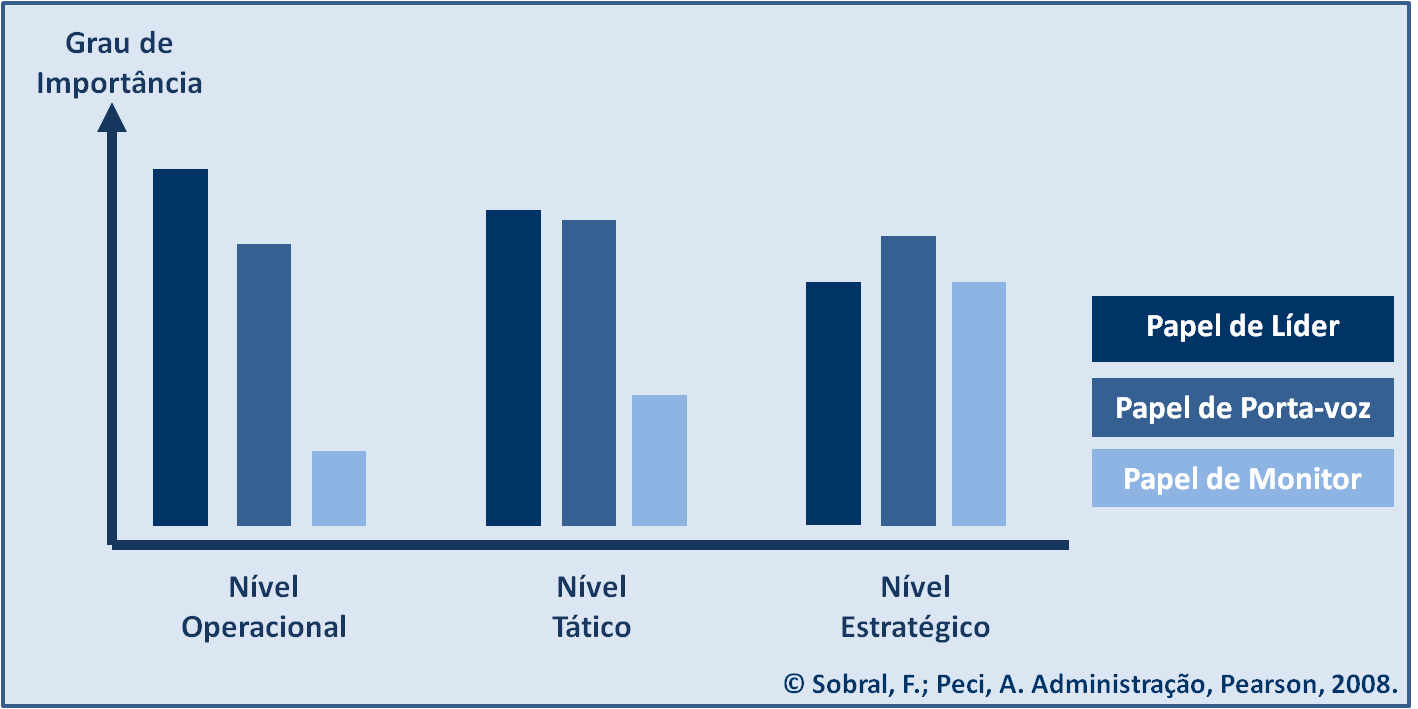 Grau de
Importância
Papel de Líder
Papel de Porta-voz
Papel de Monitor
Nível
Operacional
Nível
Tático
Nível
Estratégico
© Sobral, F.; Peci, A. Administração, Pearson, 2008.